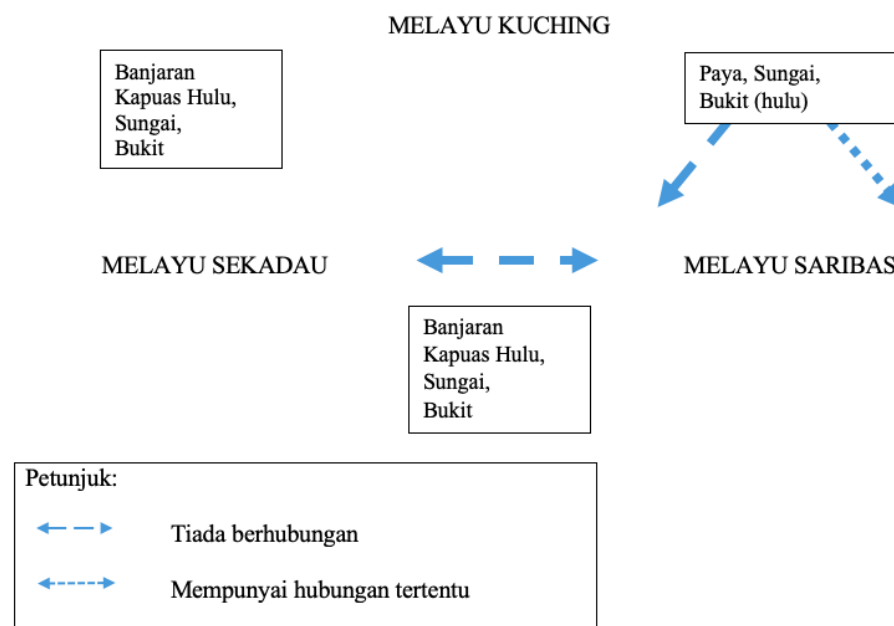 MELAYU KUCHING
Banjaran
Kapuas Hulu,
Sungai,
Bukit
Paya, Sungai,
Bukit (hulu)
MELAYU SEKADAU
MELAYU SARIBAS
Banjaran
Kapuas Hulu,
Sungai,
Bukit
Petunjuk:
Tiada berhubungan
Mempunyai hubungan tertentu